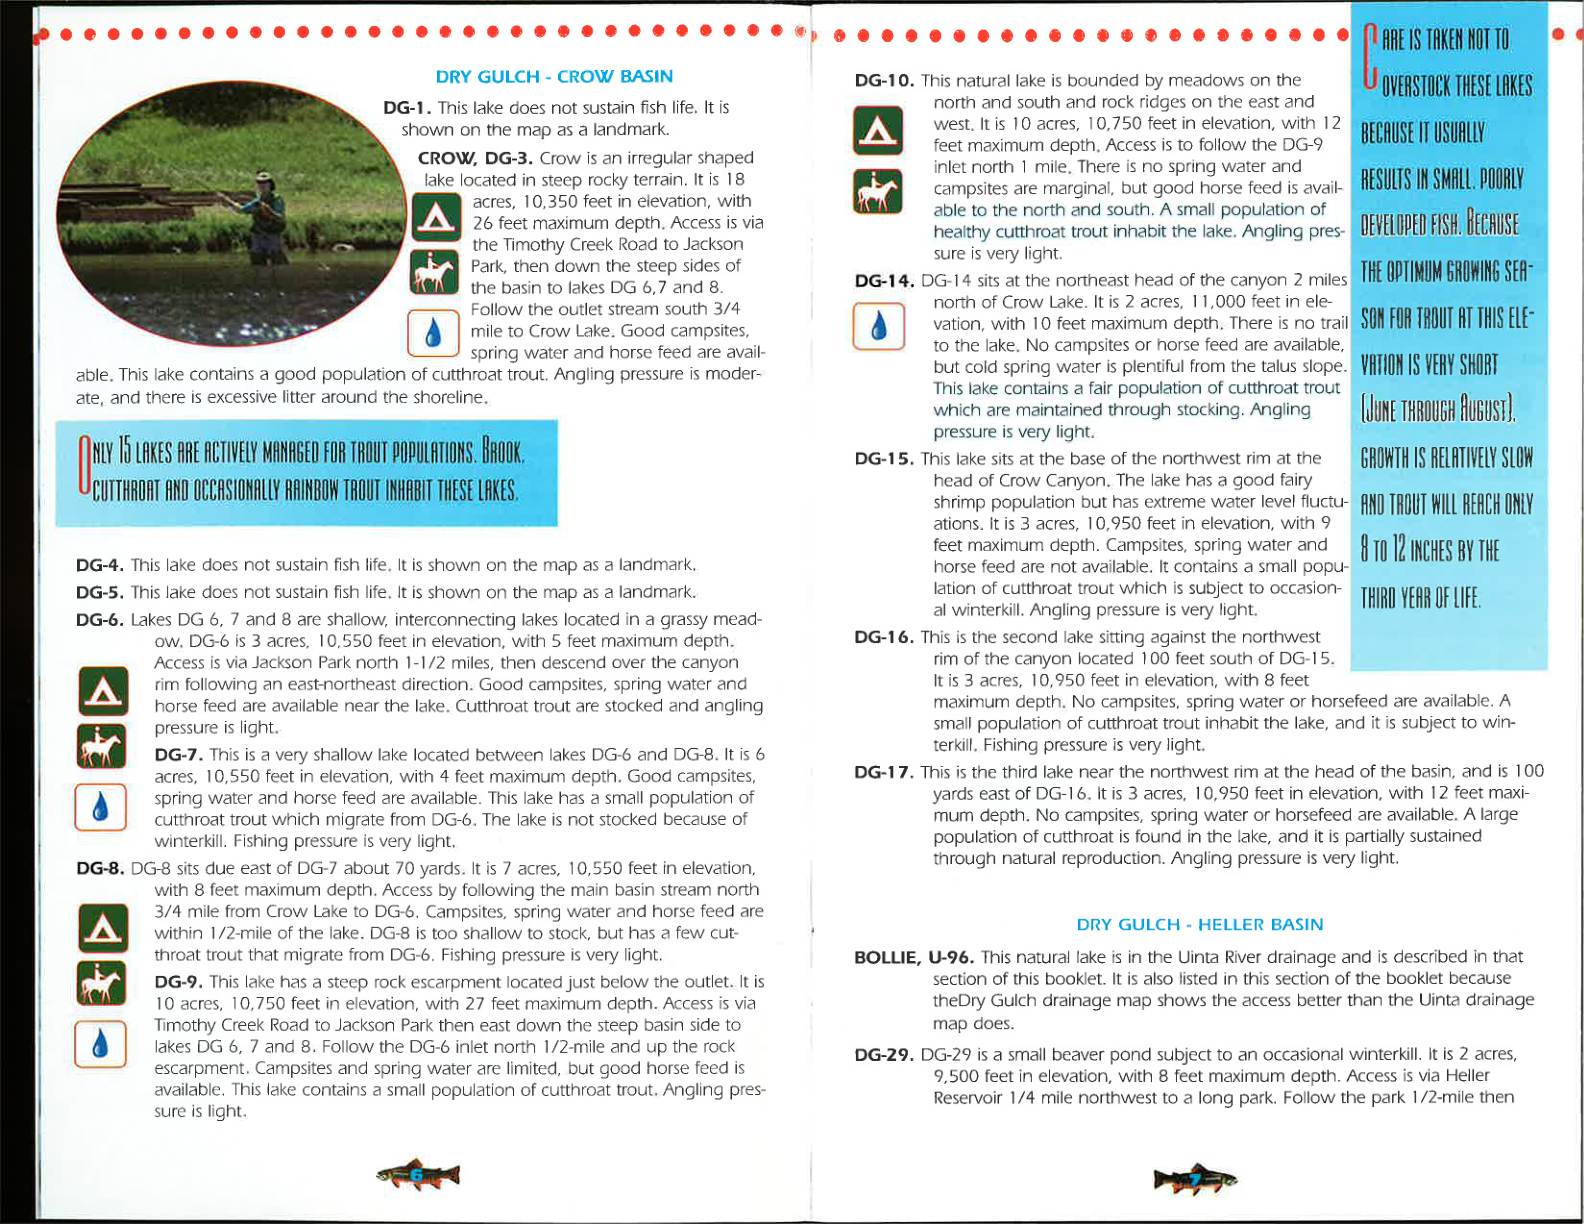 DRY GULCH - CROW BASIN
DG-1. This lake does not sustain fish life. It is
shown on the map as a landmark.
CROW, DG-3. Crow is an irregular shaped
lake located in steep rocky terrain. It is 18
acres, 10,350 feet in elevation, with
26 feet maximum depth. Access is via
the Timothy Creek Road to Jackson
Park, then down the steep sides of
the basin to lakes DG 6,7 and 8.
Follow the outlet stream south 3/4
mile to Crow Lake. Good campsites,
spring water and horse feed are avail-
able. This lake contains a good population of cutthroat trout. Angling pressure is moder-
ate, and there is excessive litter around the shoreline.
ONLY 15 LAKES ARE ACTIVELY MANAGED FOR TROUT POPULATIONS. BROOK,
CUTTHROAT AND OCCASIONALLY RAINBOW TROUT INHABIT THESE LAKES.
DG-4. This lake does not sustain fish life. It is shown on the map as a landmark.
DG-5. This lake does not sustain fish life. It is shown on the map as a landmark.
DG-6. Lakes DG 6, 7 and 8 are shallow, interconnecting lakes located in a grassy mead-
ow. DG-6 is 3 acres, 10,550 feet in elevation, with 5 feet maximum depth.
Access is via Jackson Park north 1-1/2 miles, then descend over the canyon
rim following an east-northeast direction. Good campsites, spring water and
horse feed are available near the lake. Cutthroat trout are stocked and angling
pressure is light.
DG-7. This is a very shallow lake located between lakes DG-6 and DG-8. It is 6
acres, 10,550 feet in elevation, with 4 feet maximum depth. Good campsites,
spring water and horse feed are available. This lake has a small population of
cutthroat trout which migrate from DG-6. The lake is not stocked because of
winterkill. Fishing pressure is very light.
DG-8. DG-8 sits due east of DG-7 about 70 yards. It is 7 acres, 10,550 feet in elevation,
with 8 feet maximum depth. Access by following the main basin stream north
3/4 mile from Crow Lake to DG-6. Campsites, spring water and horse feed are
within 1/2-mile of the lake. DG-8 is too shallow to stock, but has a few cut-
throat trout that migrate from DG-6. Fishing pressure is very light.
DG-9. This lake has a steep rock escarpment located just below the outlet. It is
10 acres, 10,750 feet in elevation, with 27 feet maximum depth. Access is via
Timothy Creek Road to Jackson Park then east down the steep basin side to
lakes DG 6, 7 and 8. Follow the DG-6 inlet north 1/2-mile and up the rock
escarpment. Campsites and spring water are limited, but good horse feed is
available. This lake contains a small population of cutthroat trout. Angling pres-
sure is light.
6
DG-10. This natural lake is bounded by meadows on the
north and south and rock ridges on the east and
west. It is 10 acres, 10,750 feet in elevation, with 12
feet maximum depth. Access is to follow the DG-9
inlet north 1 mile. There is no spring water and
campsites are marginal, but good horse feed is avail-
able to the north and south. A small population of
healthy cutthroat trout inhabit the lake. Angling pres-
sure is very light.
DG-14. DG-14 sits at the northeast head of the canyon 2 miles
north of Crow Lake. It is 2 acres, 11,000 feet in ele-
vation, with 10 feet maximum depth. There is no trail
to the lake. No campsites or horse feed are available,
but cold spring water is plentiful from the talus slope.
This lake contains a fair population of cutthroat trout
which are maintained through stocking. Angling
pressure is very light.
DG-15. This lake sits at the base of the northwest rim at the
head of Crow Canyon. The lake has a good fairy
shrimp population but has extreme water level fluctu-
ations. It is 3 acres, 10,950 feet in elevation, with 9
feet maximum depth. Campsites, spring water and
horse feed are not available. It contains a small popu-
lation of cutthroat trout which is subject to occasion-
al winterkill. Angling pressure is very light.
DG-16. This is the second lake sitting against the northwest
rim of the canyon located 100 feet south of DG-15.
It is 3 acres, 10,950 feet in elevation, with 8 feet
maximum depth. No campsites, spring water or horsefeed are available. A
small population of cutthroat trout inhabit the lake, and it is subject to win-
terkill. Fishing pressure is very light.
DG-17. This is the third lake near the northwest rim at the head of the basin, and is 100
yards east of DG-16. It is 3 acres, 10,950 feet in elevation, with 12 feet maxi-
mum depth. No campsites, spring water or horsefeed are available. A large
population of cutthroat is found in the lake, and it is partially sustained
through natural reproduction. Angling pressure is very light.
CARE IS TAKEN NOT TO
OVERSTOCK THESE LAKES
BECAUSE IT USUALLY
RESULTS IN SMALL, POORLY
DEVELOPED FISH. BECAUSE
THE OPTIMUM GROWING SEA-
SON FOR TROUT AT THIS ELE-
VATION IS VERY SHORT
(JUNE THROUGH AUGUST),
GROWTH IS RELATIVELY SLOW
AND TROUT WILL REACH ONLY
8 TO 12 INCHES BY THE
THIRD YEAR OF LIFE.
DRY GULCH - HELLER BASIN
BOLLIE, U-96. This natural lake is in the Uinta River drainage and is described in that
section of this booklet. It is also listed in this section of the booklet because
theDry Gulch drainage map shows the access better than the Uinta drainage
map does.
DG-29. DG-29 is a small beaver pond subject to an occasional winterkill. It is 2 acres,
9,500 feet in elevation, with 8 feet maximum depth. Access is via Heller
Reservoir 1/4 mile northwest to a long park. Follow the park 1/2-mile then
7